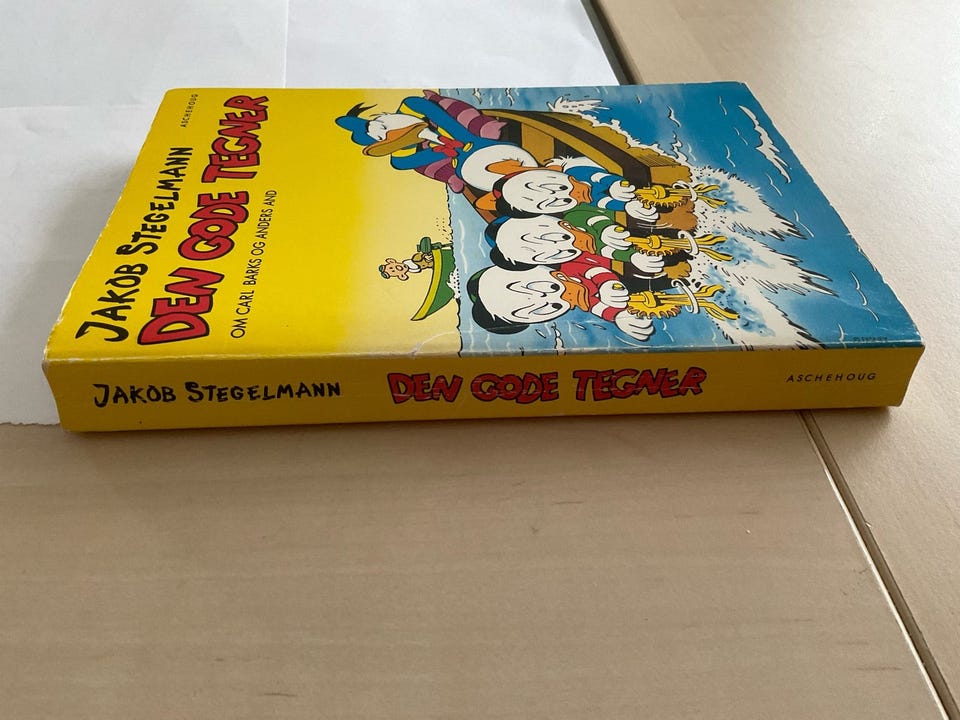 ASCHEHOUG
JAKOB STEGELMANN
DEN GODE TEGNER
OM CARL BARKS OG ANDERS AND
JAKOB STEGELMANN DEN GODE TEGNER ASCHEHOUG